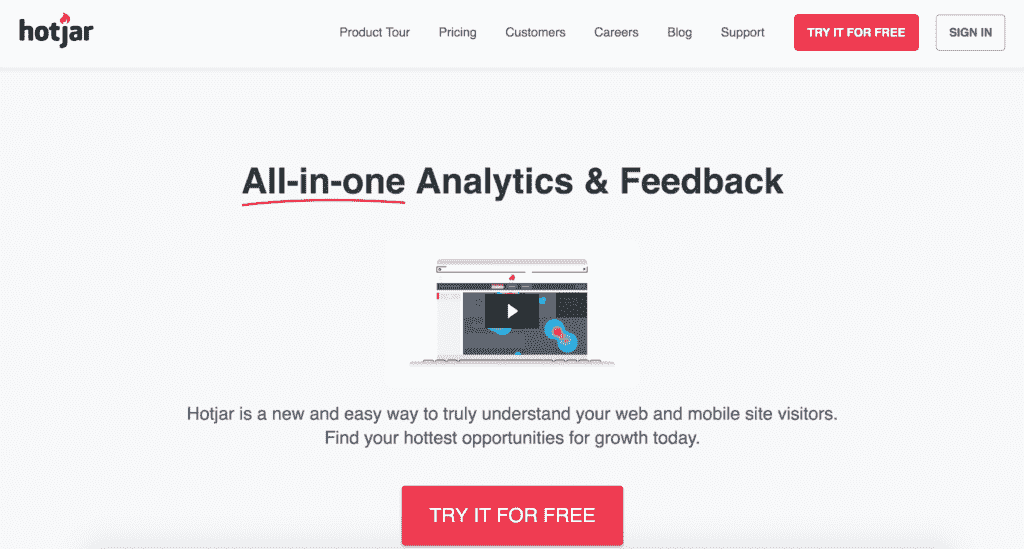 hotjar
Product Tour Pricing Customers Careers Blog Support TRY IT FOR FREE SIGN IN
All-in-one Analytics & Feedback
Hotjar is a new and easy way to truly understand your web and mobile site visitors.
Find your hottest opportunities for growth today.
TRY IT FOR FREE